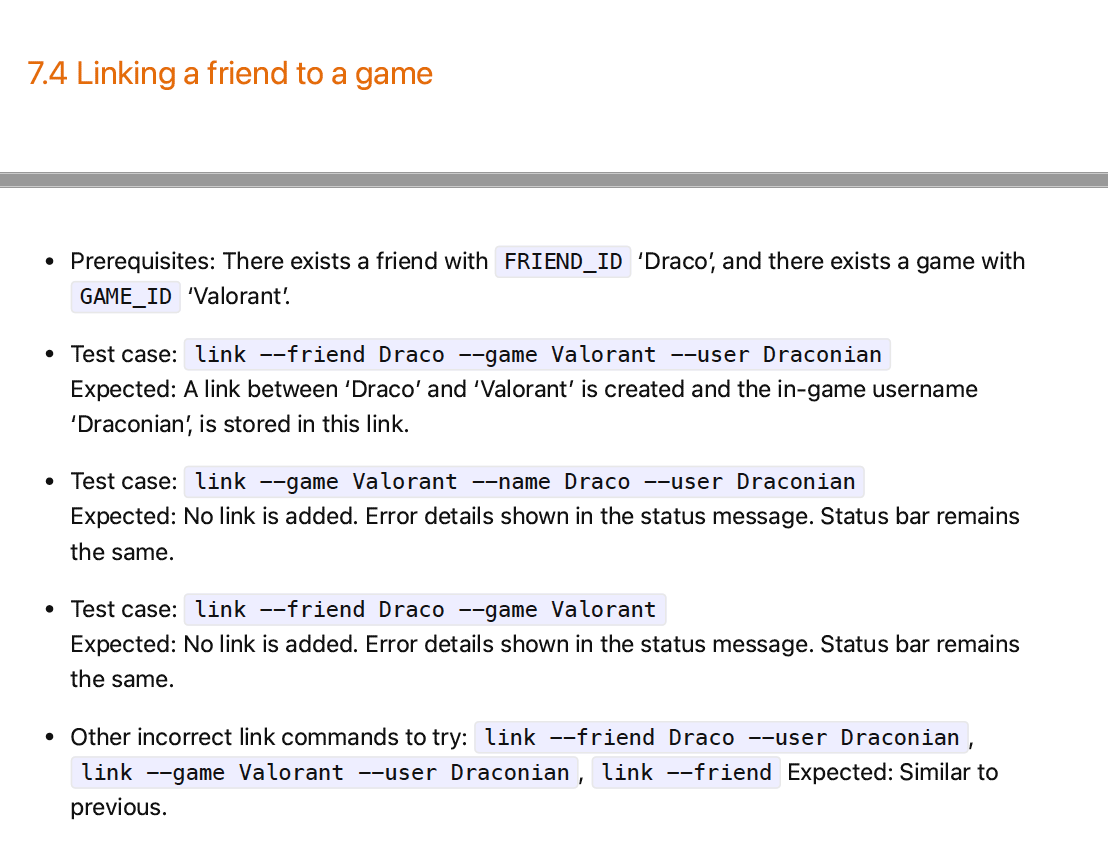 7.4 Linking a friend to a game
• Prerequisites: There exists a friend with FRIEND_ID ‘Draco’, and there exists a game with
GAME_ID ‘Valorant’.
• Test case: link --friend Draco --game Valorant --user Draconian
Expected: A link between ‘Draco’ and ‘Valorant’ is created and the in-game username
‘Draconian’, is stored in this link.
• Test case: link --game Valorant --name Draco --user Draconian
Expected: No link is added. Error details shown in the status message. Status bar remains
the same.
• Test case: link --friend Draco --game Valorant
Expected: No link is added. Error details shown in the status message. Status bar remains
the same.
• Other incorrect link commands to try: link --friend Draco --user Draconian,
link --game Valorant --user Draconian, link --friend Expected: Similar to
previous.